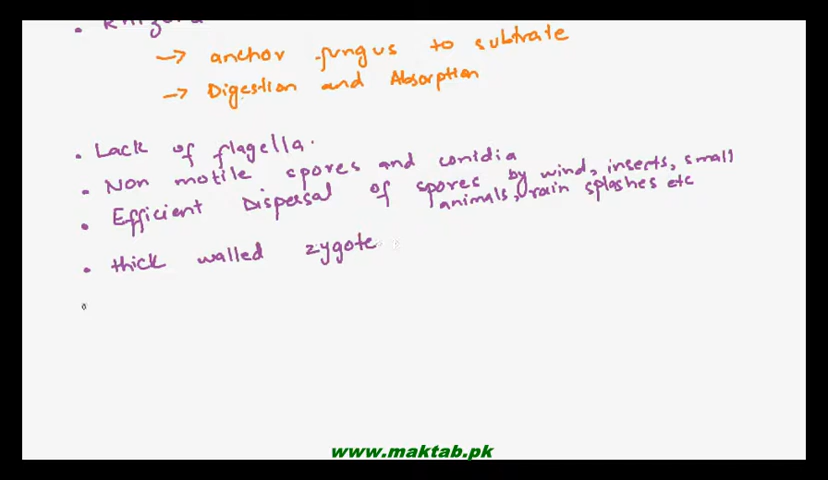 → anchor fungus to subtrate
→ Digestion and Absorption
• Lack of flagella.
• Non motile spores and conidia
• Efficient Dispersal of spores by wind, insects, small
animals, rain splashes etc
• thick walled zygote
www.maktab.pk